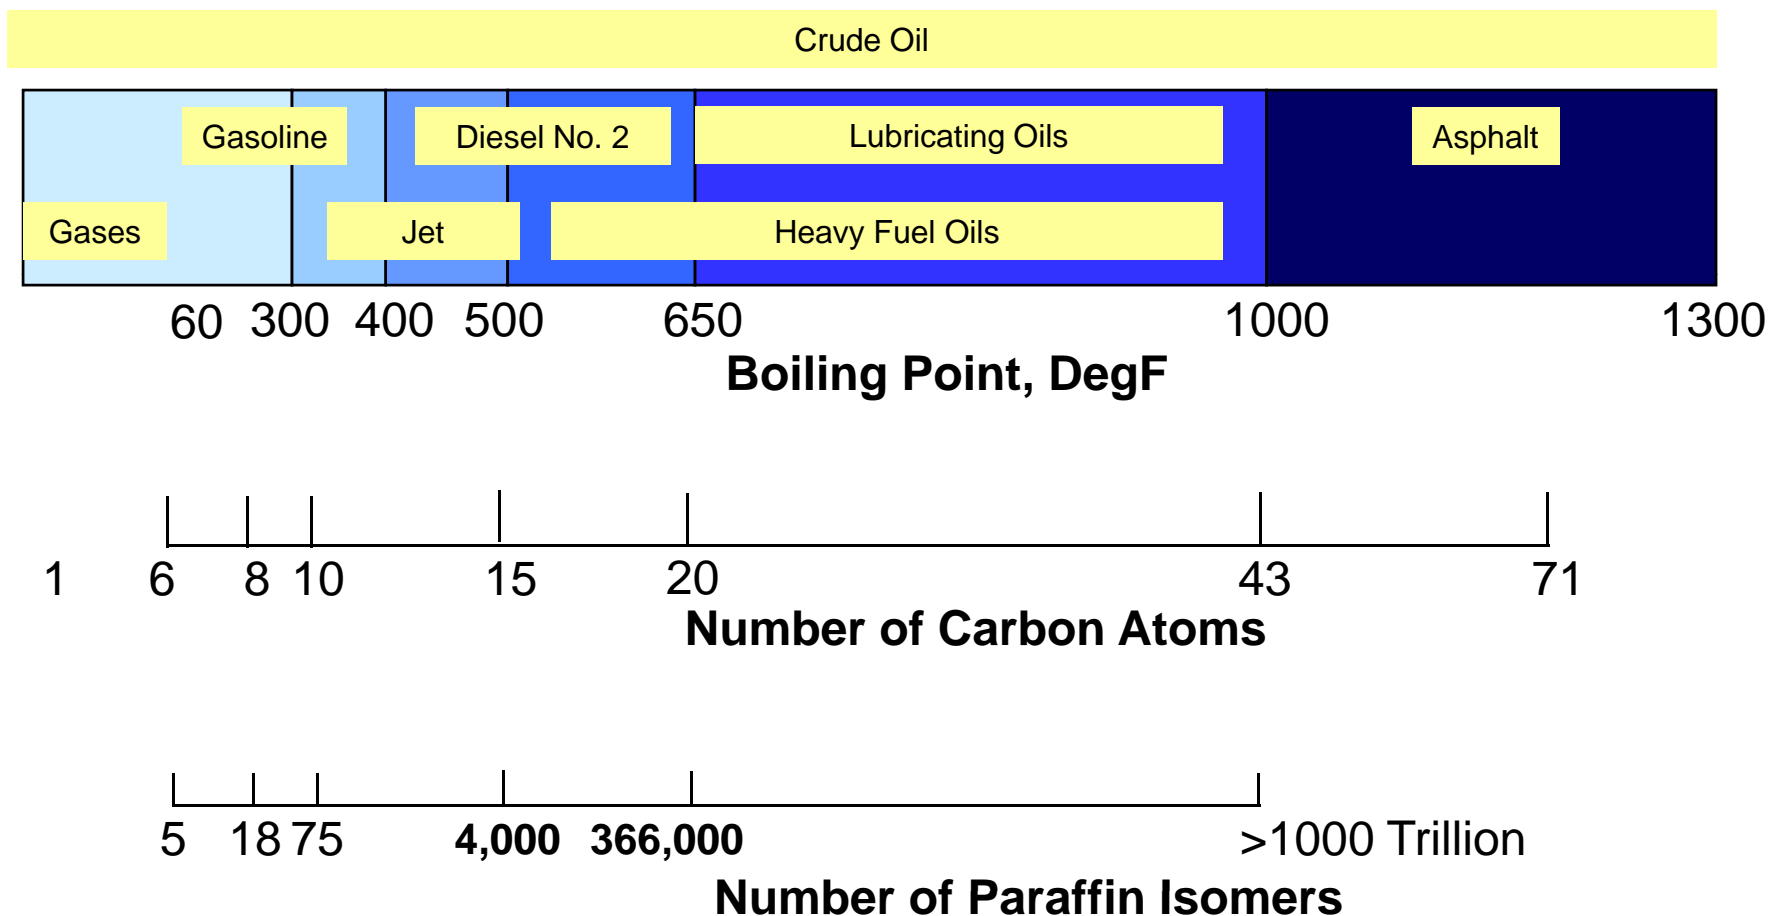 Crude Oil
Gasoline Diesel No. 2 Lubricating Oils Asphalt
Gases Jet Heavy Fuel Oils
60 300 400 500 650 1000 1300
Boiling Point, DegF
1 6 8 10 15 20 43 71
Number of Carbon Atoms
5 18 75 4,000 366,000 >1000 Trillion
Number of Paraffin Isomers